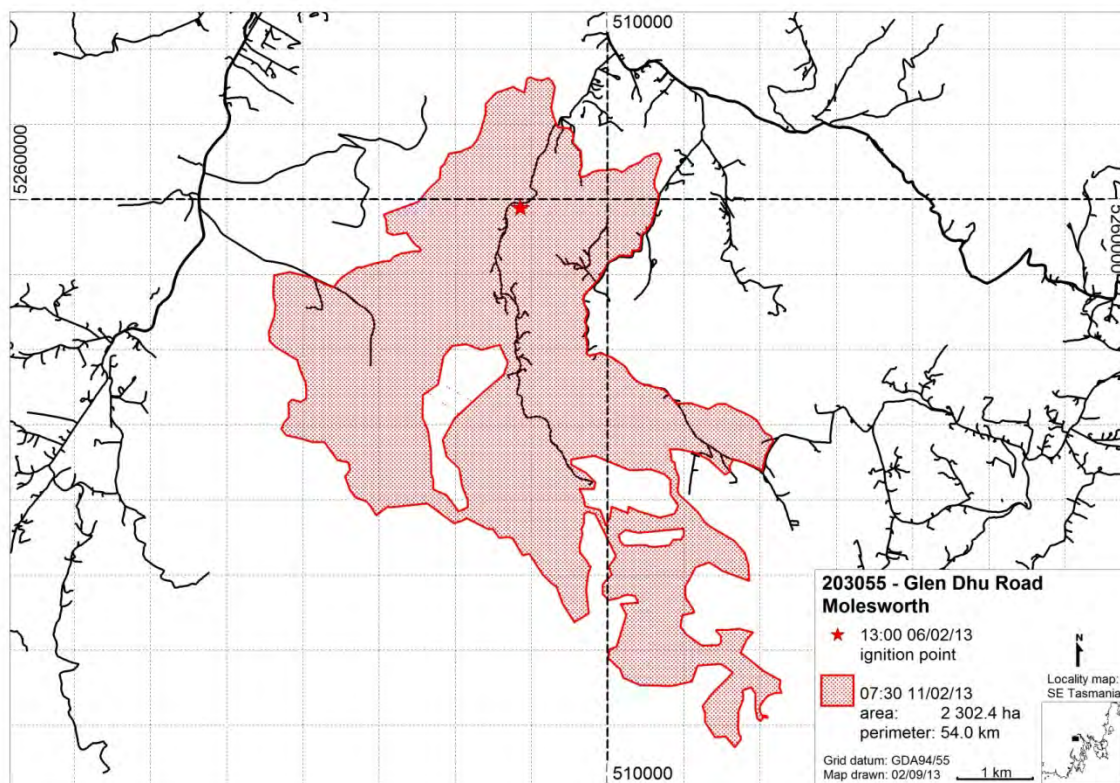 510000
5260000
5260000
203055 - Glen Dhu Road
Molesworth
13:00 06/02/13
ignition point
07:30 11/02/13
area: 2 302.4 ha
perimeter: 54.0 km
Grid datum: GDA94/55
Map drawn: 02/09/13
1 km
N
Locality map:
SE Tasmania
510000